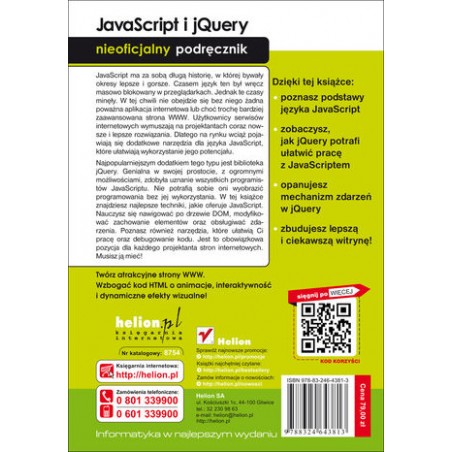 JavaScript i jQuery
nieoficjalny podręcznik
JavaScript ma za sobą długą historię, w której bywały
okresy lepsze i gorsze. Czasem język ten był wręcz
masowo blokowany w przeglądarkach. Jednak te czasy
minęły. W tej chwili nie obejdzie się bez niego żadna
poważna aplikacja internetowa lub choć trochę bardziej
zaawansowana strona WWW. Użytkownicy serwisów
internetowych wymuszają na projektantach coraz now-
sze i lepsze rozwiązania. Dlatego na rynku wciąż poja-
wiają się dodatkowe narzędzia dla języka JavaScript,
które ułatwiają wykorzystanie jego potencjału.
Najpopularniejszym dodatkiem tego typu jest biblioteka
jQuery. Genialna w swojej prostocie, z ogromnymi
możliwościami, zdobyła uznanie wszystkich programis-
tów JavaScriptu. Nie potrafią sobie oni wyobrazić
programowania bez jej wykorzystania. W tej książce
znajdziesz najlepsze techniki, jakie oferuje JavaScript.
Nauczysz się nawigować po drzewie DOM, modyfiko-
wać zachowanie elementów oraz obsługiwać zda-
rzenia. Poznasz również narzędzia, które ułatwią Ci
pracę oraz debugowanie kodu. Jest to obowiązkowa
pozycja dla każdego projektanta stron internetowych.
Musisz ją mieć!
Dzięki tej książce:
• poznasz podstawy
języka JavaScript
• zobaczysz,
jak jQuery potrafi
ułatwić pracę
z JavaScriptem
• opanujesz
mechanizm zdarzeń
w jQuery
• zbudujesz lepszą
i ciekawszą witrynę!
Twórz atrakcyjne strony WWW.
Wzbogać kod HTML o animacje, interaktywność
i dynamiczne efekty wizualne!
sięgnij po WIĘCEJ
KOD KORZYŚCI
helion.pl
księgarnia
internetowa
Nr katalogowy: 8754
Księgarnia internetowa:
http://helion.pl
Zamówienia telefoniczne:
0 801 339900
0 601 339900
Helion
Sprawdź najnowsze promocje:
http://helion.pl/promocje
Książki najchętniej czytane:
http://helion.pl/bestsellery
Zamów informacje o nowościach:
http://helion.pl/nowosci
Helion SA
ul. Kościuszki 1c, 44-100 Gliwice
tel.: 32 230 98 63
e-mail: helion@helion.pl
http://helion.pl
Informatyka w najlepszym wydaniu
ISBN 978-83-246-4381-3
9 788324 643813
Cena 79,00 zł